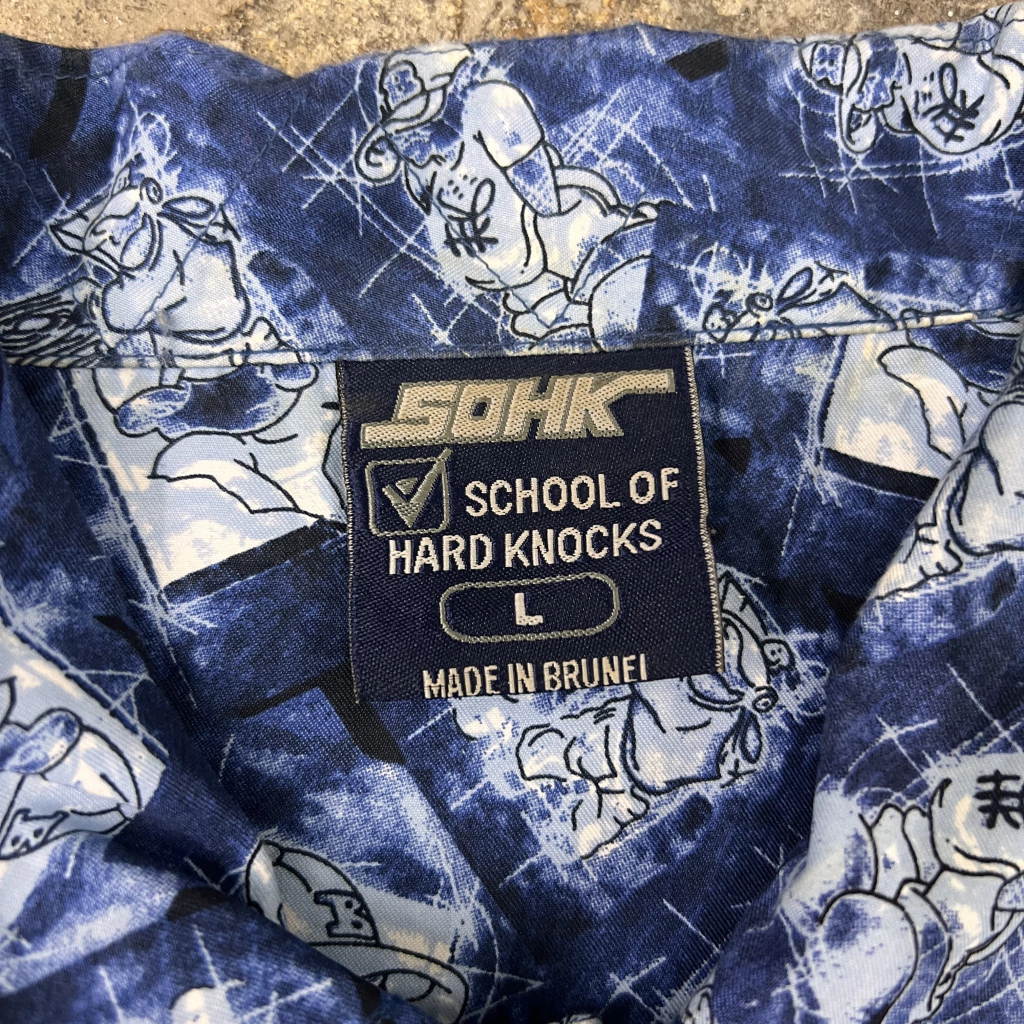 SOHK
SCHOOL OF
HARD KNOCKS
L
MADE IN BRUNEI
B